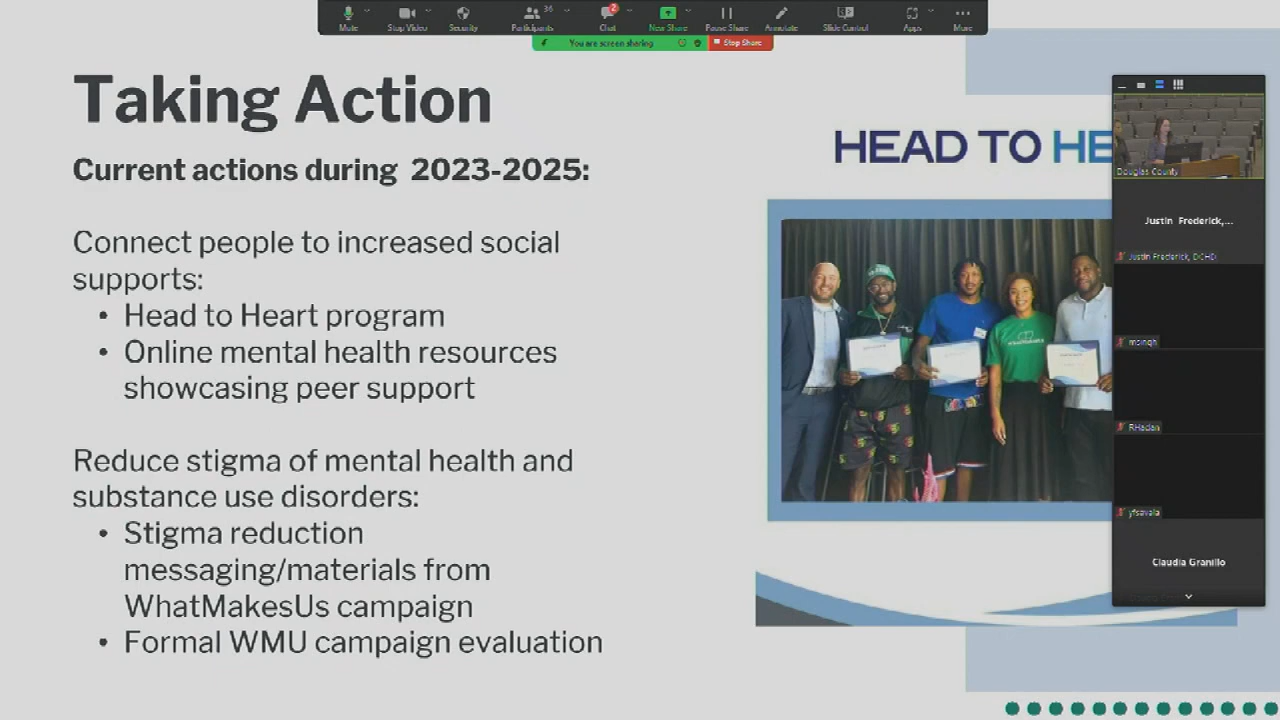 Mute
Stop Video
Security
Participants
36
Chat
2
New Share
Pause Share
Annotate
Slide Control
Apps
More
You are screen sharing
Stop Share
Taking Action
Current actions during 2023-2025:
Connect people to increased social
supports:
• Head to Heart program
• Online mental health resources
showcasing peer support
Reduce stigma of mental health and
substance use disorders:
• Stigma reduction
messaging/materials from
WhatMakesUs campaign
• Formal WMU campaign evaluation
HEAD TO HE
Douglas County
Justin Frederick,...
Justin Frederick, DCHD
msingh
RHadan
yfsavala
Claudia Granillo